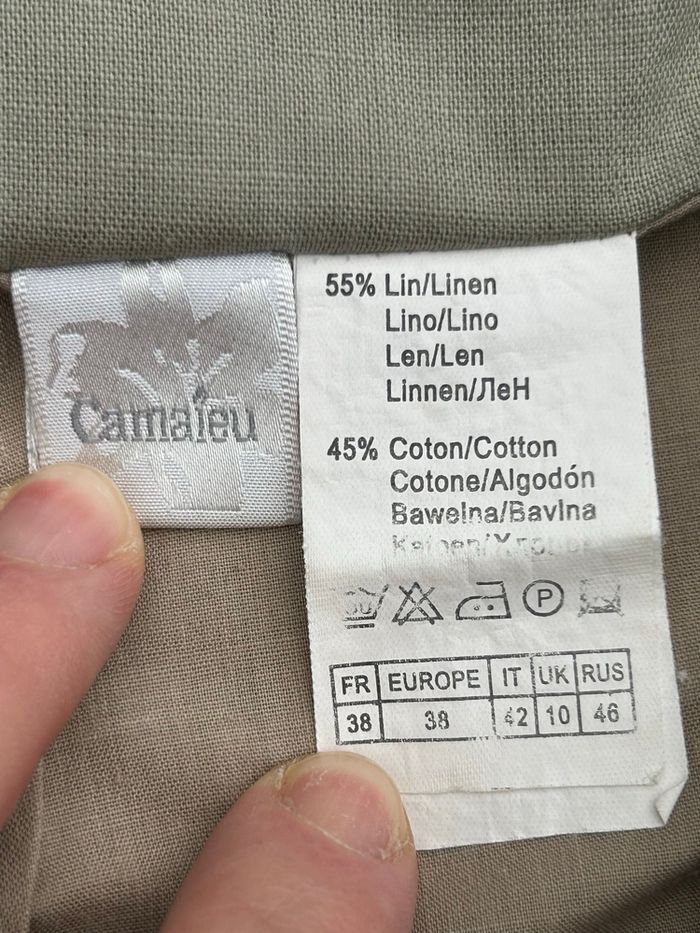 Camaïeu
55% Lin/Linen
Lino/Lino
Len/Len
Linnen/ЛеН
45% Coton/Cotton
Cotone/Algodón
Bawelna/Bavlna
P
FR EUROPE IT UK RUS
38 38 42 10 46